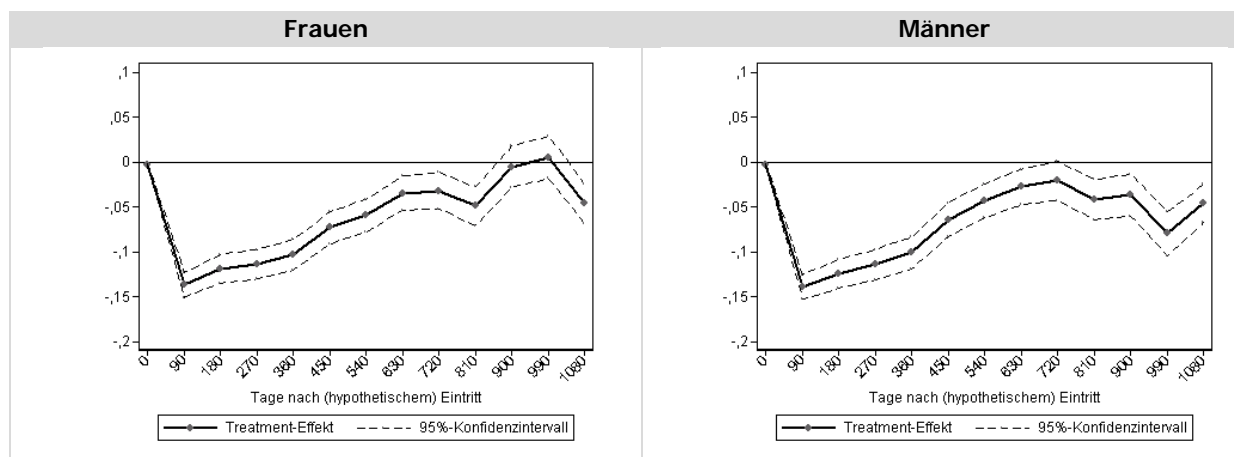 Frauen
Männer
,1
,05
0
-,05
-,1
-,15
-,2
0 90 180 270 360 450 540 630 720 810 900 990 1080
Tage nach (hypothetischem) Eintritt
Treatment-Effekt 95%-Konfidenzintervall
,1
,05
0
-,05
-,1
-,15
-,2
0 90 180 270 360 450 540 630 720 810 900 990 1080
Tage nach (hypothetischem) Eintritt
Treatment-Effekt 95%-Konfidenzintervall